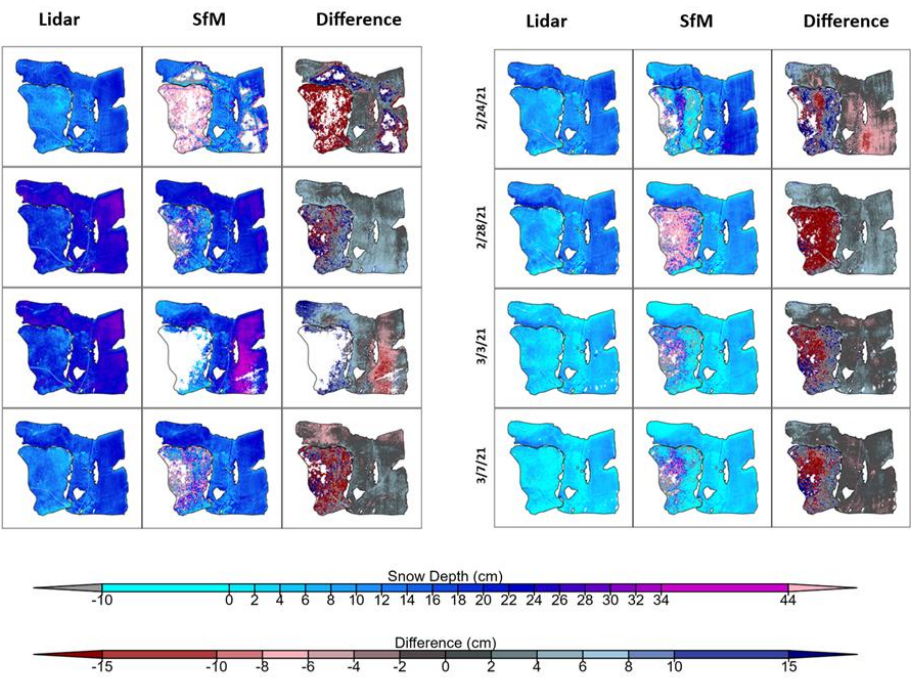 Lidar SfM Difference Lidar SfM Difference
2/24/21
2/28/21
3/3/21
3/7/21
Snow Depth (cm)
-10 0 2 4 6 8 10 12 14 16 18 20 22 24 26 28 30 32 34 44
Difference (cm)
-15 -10 -8 -6 -4 -2 0 2 4 6 8 10 15